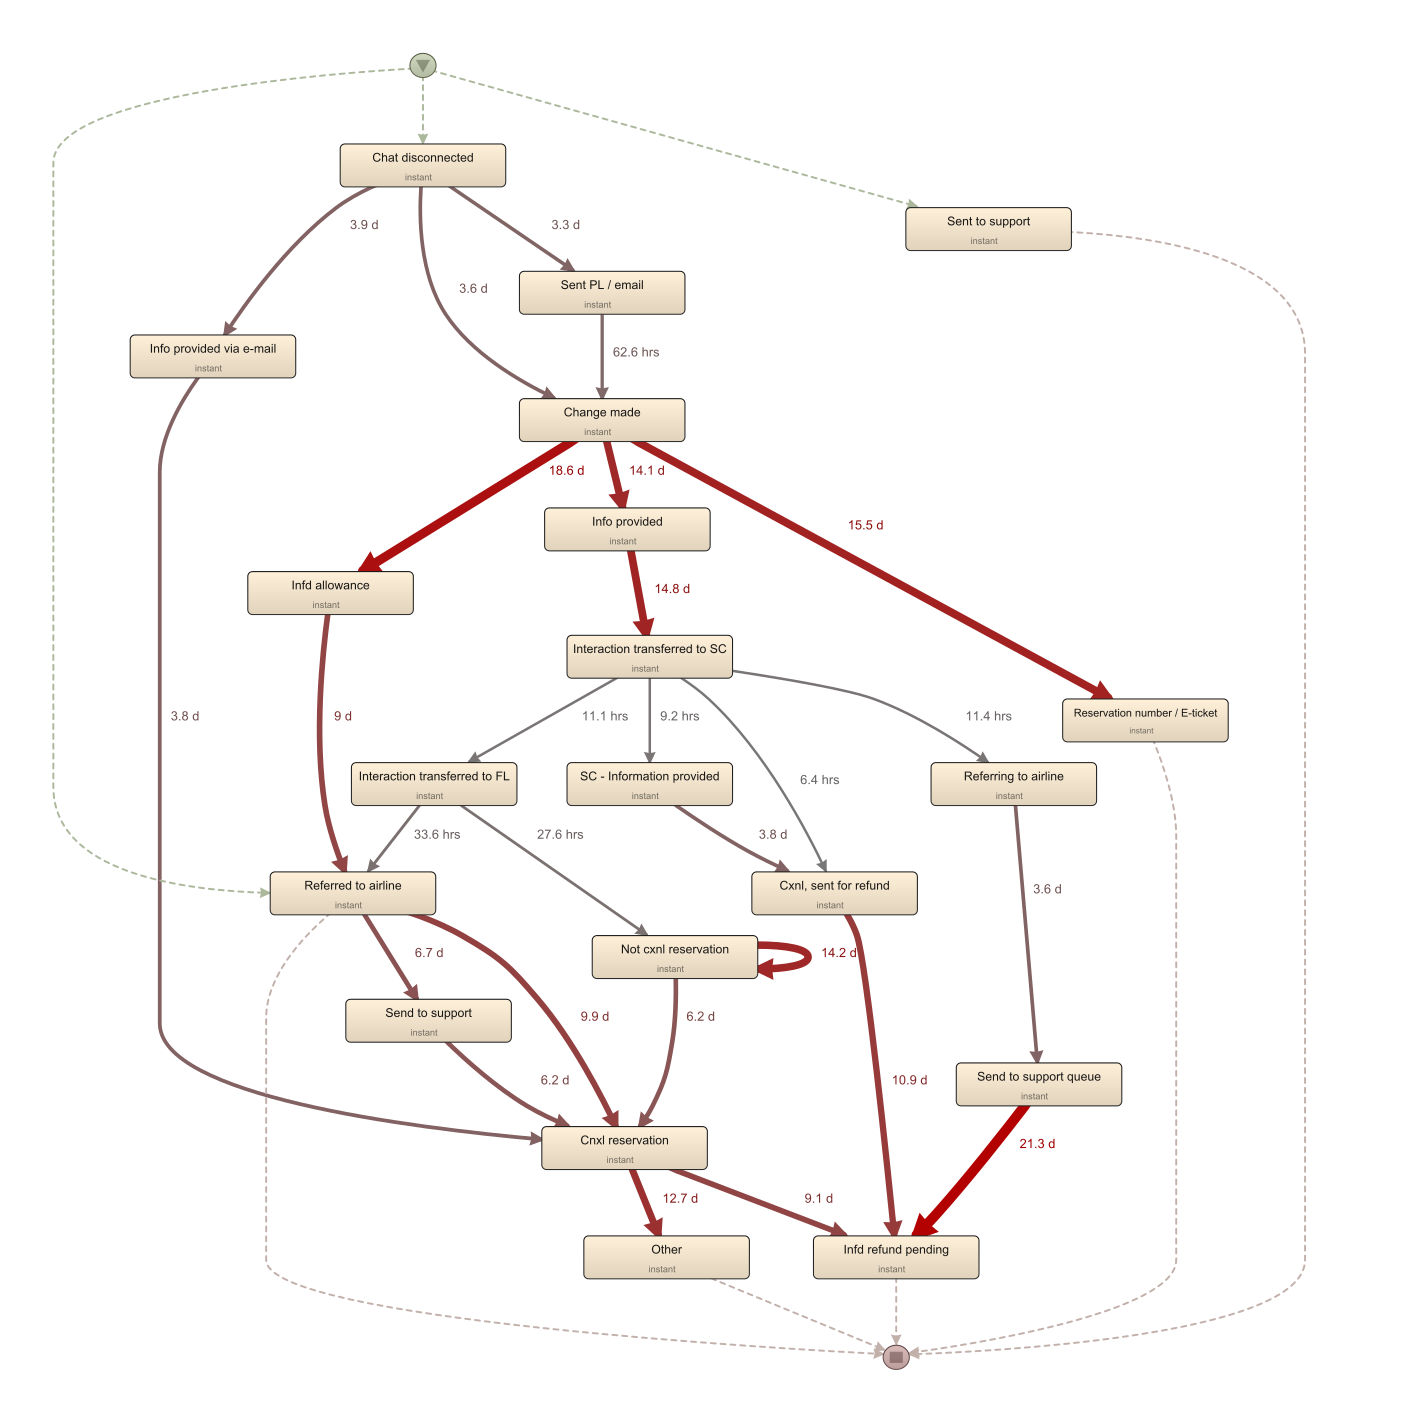 Chat disconnected
instant
Sent to support
instant
3.9 d
3.3 d
Sent PL / email
instant
3.6 d
Info provided via e-mail
instant
62.6 hrs
Change made
instant
18.6 d
14.1 d
15.5 d
Info provided
instant
Infd allowance
instant
14.8 d
Interaction transferred to SC
instant
3.8 d
9 d
11.1 hrs
9.2 hrs
11.4 hrs
Reservation number / E-ticket
instant
Interaction transferred to FL
instant
SC - Information provided
instant
6.4 hrs
Referring to airline
instant
33.6 hrs
27.6 hrs
3.8 d
Referred to airline
instant
Cxnl, sent for refund
instant
3.6 d
6.7 d
Not cxnl reservation
instant
14.2 d
Send to support
instant
9.9 d
6.2 d
6.2 d
10.9 d
Send to support queue
instant
Cnxl reservation
instant
21.3 d
12.7 d
9.1 d
Other
instant
Infd refund pending
instant